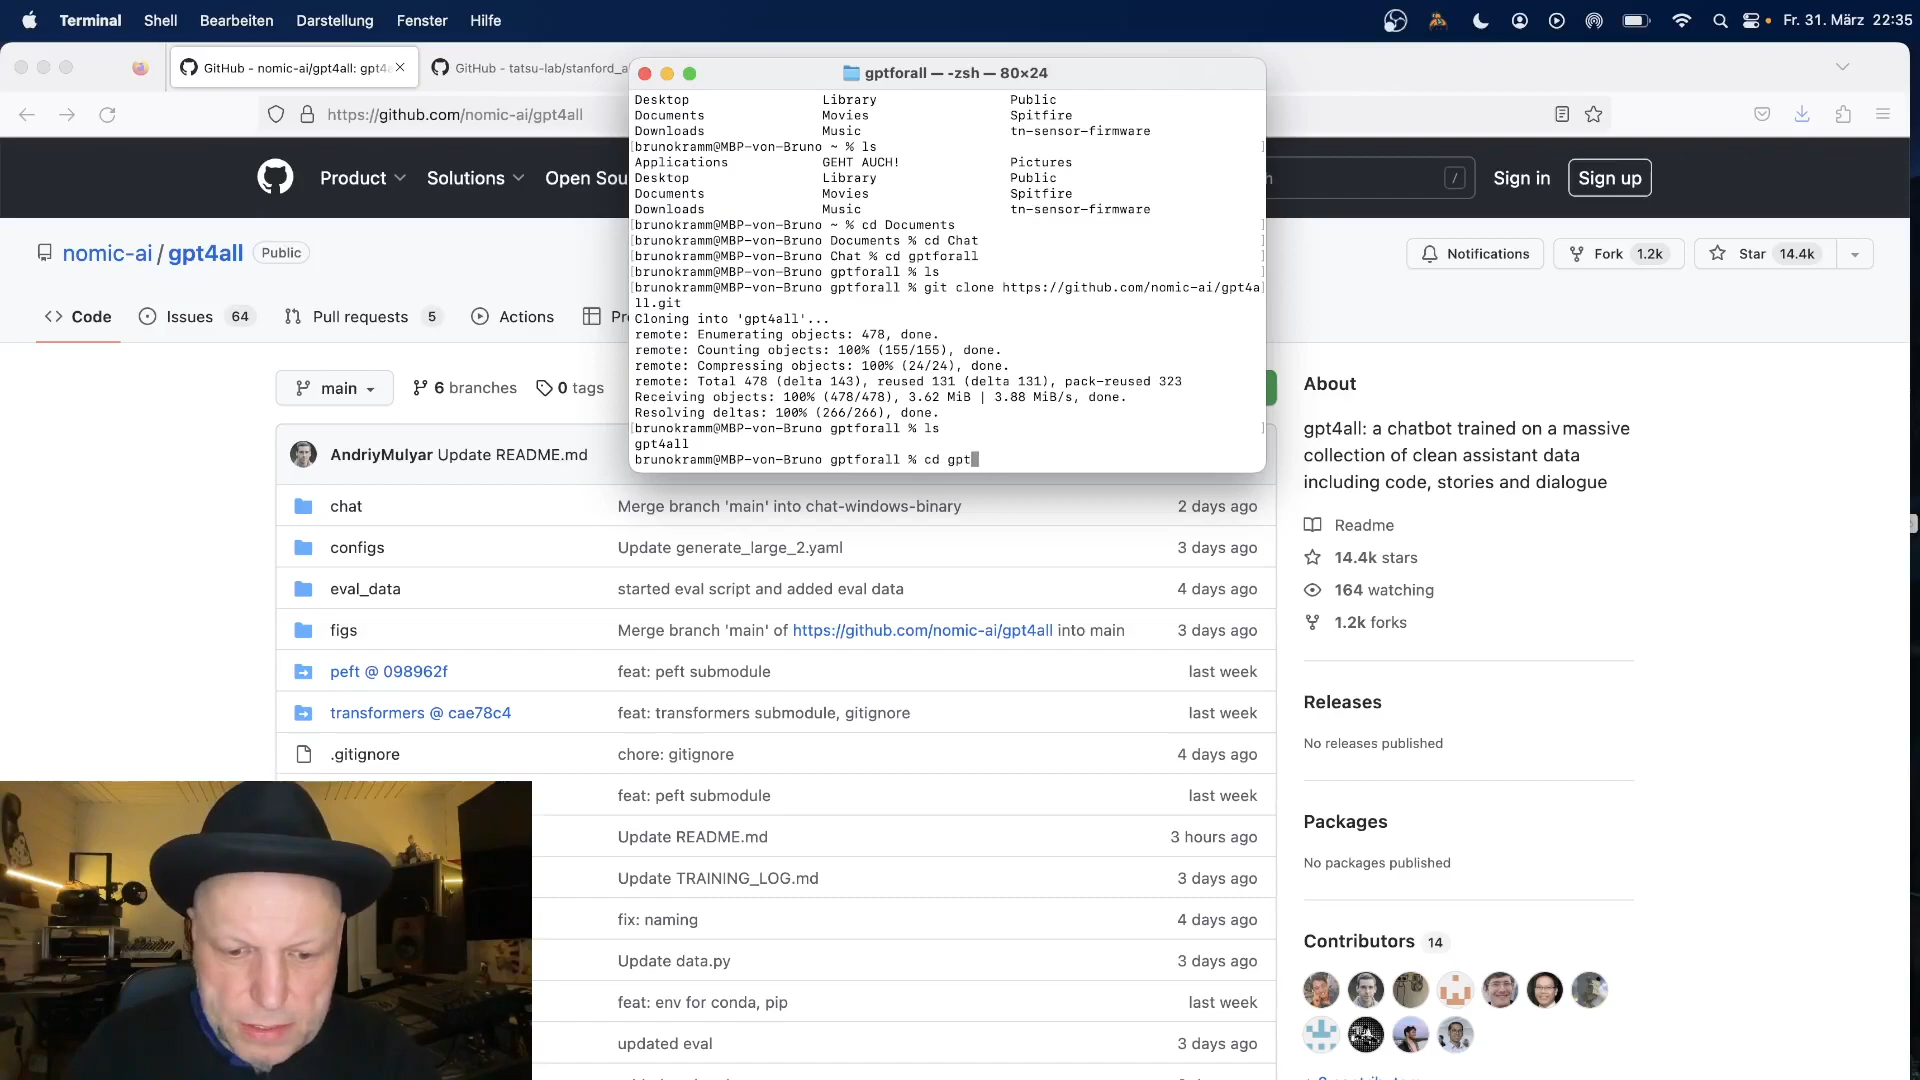 Terminal Shell Bearbeiten Darstellung Fenster Hilfe Fr. 31. März 22:35
GitHub - nomic-ai/gpt4all: gpt4a
GitHub - tatsu-lab/stanford_a
https://github.com/nomic-ai/gpt4all
gptforall — -zsh — 80×24
Desktop Library Public
Documents Movies Spitfire
Downloads Music tn-sensor-firmware
[brunokramm@MBP-von-Bruno ~ % ls ]
Applications GEHT AUCH! Pictures
Desktop Library Public
Documents Movies Spitfire
Downloads Music tn-sensor-firmware
[brunokramm@MBP-von-Bruno ~ % cd Documents ]
[brunokramm@MBP-von-Bruno Documents % cd Chat ]
[brunokramm@MBP-von-Bruno Chat % cd gptforall ]
[brunokramm@MBP-von-Bruno gptforall % ls ]
[brunokramm@MBP-von-Bruno gptforall % git clone https://github.com/nomic-ai/gpt4a]
ll.git
Cloning into 'gpt4all'...
remote: Enumerating objects: 478, done.
remote: Counting objects: 100% (155/155), done.
remote: Compressing objects: 100% (24/24), done.
remote: Total 478 (delta 143), reused 131 (delta 131), pack-reused 323
Receiving objects: 100% (478/478), 3.62 MiB | 3.88 MiB/s, done.
Resolving deltas: 100% (266/266), done.
[brunokramm@MBP-von-Bruno gptforall % ls ]
gpt4all
brunokramm@MBP-von-Bruno gptforall % cd gpt
Product Solutions Open Sou
/ Sign in Sign up
nomic-ai / gpt4all Public
Notifications Fork 1.2k Star 14.4k
Code Issues 64 Pull requests 5 Actions Pr
main 6 branches 0 tags
AndriyMulyar Update README.md
chat Merge branch 'main' into chat-windows-binary 2 days ago
configs Update generate_large_2.yaml 3 days ago
eval_data started eval script and added eval data 4 days ago
figs Merge branch 'main' of https://github.com/nomic-ai/gpt4all into main 3 days ago
peft @ 098962f feat: peft submodule last week
transformers @ cae78c4 feat: transformers submodule, gitignore last week
.gitignore chore: gitignore 4 days ago
feat: peft submodule last week
Update README.md 3 hours ago
Update TRAINING_LOG.md 3 days ago
fix: naming 4 days ago
Update data.py 3 days ago
feat: env for conda, pip last week
updated eval 3 days ago
About
gpt4all: a chatbot trained on a massive
collection of clean assistant data
including code, stories and dialogue
Readme
14.4k stars
164 watching
1.2k forks
Releases
No releases published
Packages
No packages published
Contributors 14